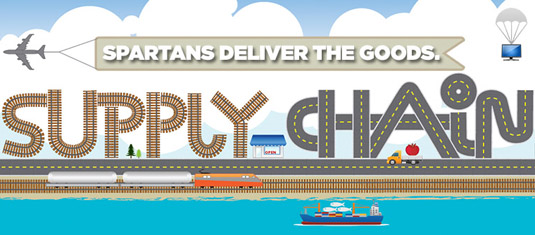 SPARTANS DELIVER THE GOODS.
SUPPLY CHAIN
OPEN